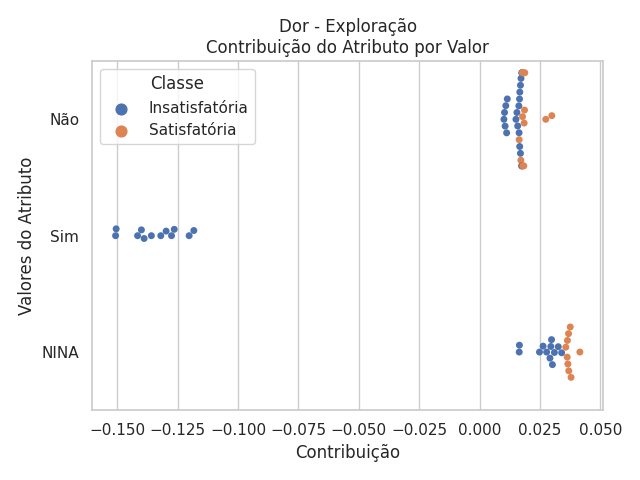 Dor - Exploração
Contribuição do Atributo por Valor
Classe
Insatisfatória
Satisfatória
Valores do Atributo
Não
Sim
NINA
−0.150 −0.125 −0.100 −0.075 −0.050 −0.025 0.000 0.025 0.050
Contribuição